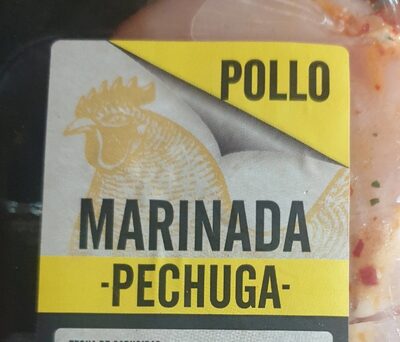 POLLO
MARINADA
-PECHUGA-